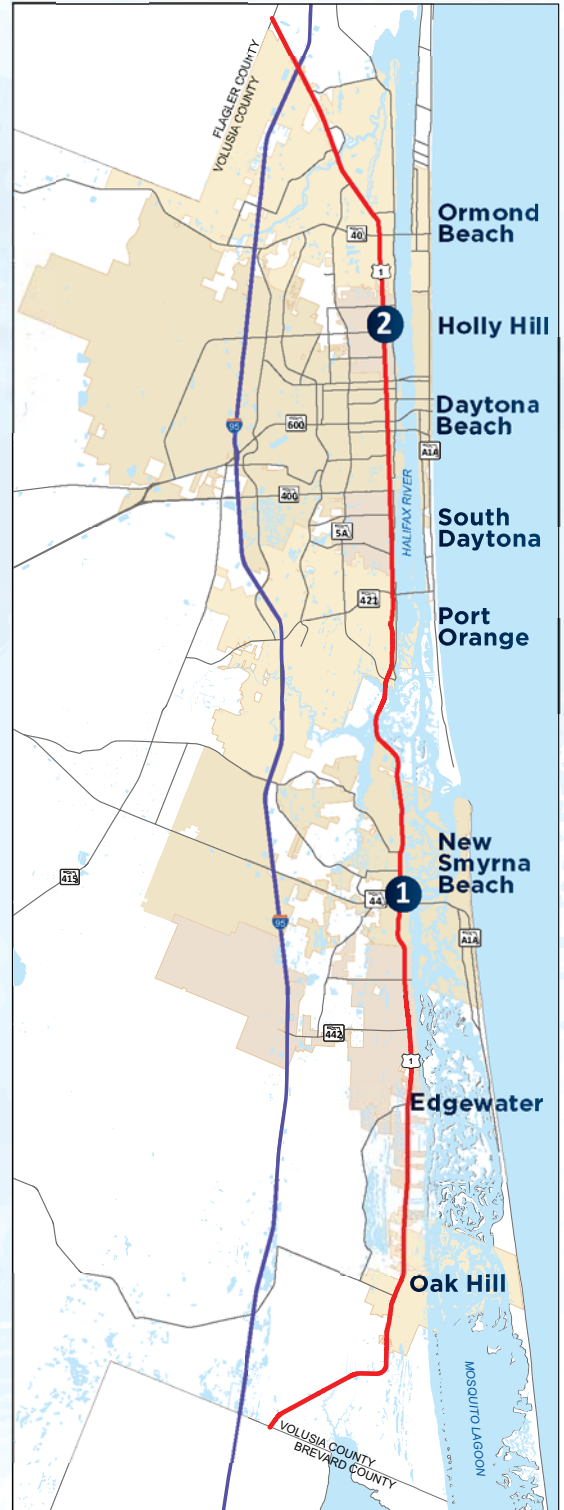 FLAGLER COUNTY
VOLUSIA COUNTY
Ormond
Beach
40
1
2
Holly Hill
Daytona
Beach
600
95
A1A
400
HALIFAX RIVER
South
Daytona
5A
421
Port
Orange
New
Smyrna
Beach
415
44
1
95
A1A
442
1
Edgewater
Oak Hill
MOSQUITO LAGOON
VOLUSIA COUNTY
BREVARD COUNTY